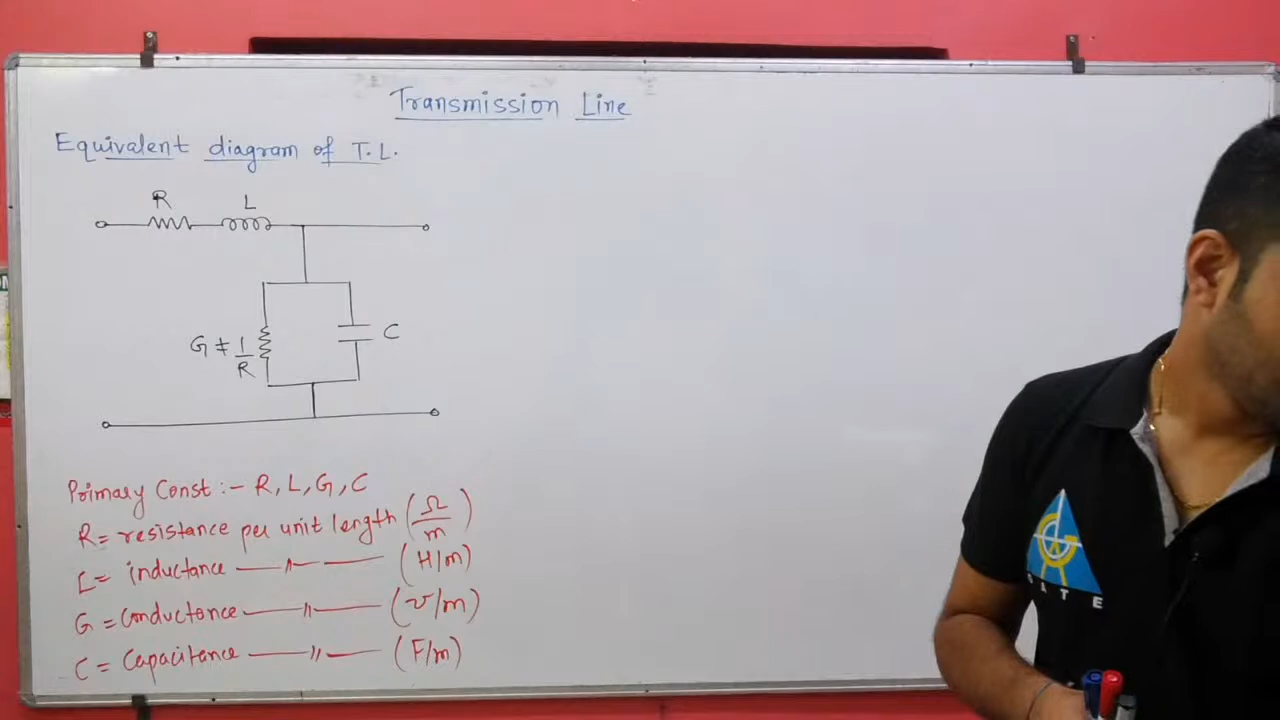 Transmission Line
Equivalent diagram of T.L.
R L
G ≠ 1/R C
Primary Const :- R, L, G, C
R = resistance per unit length (Ω/m)
L = inductance —〃— (H/m)
G = Conductance —〃— (℧/m)
C = Capacitance —〃— (F/m)
GATE